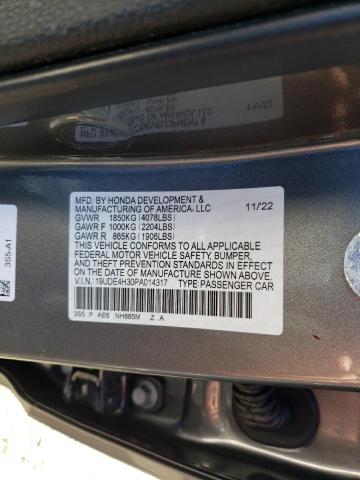 MFD. BY HONDA DEVELOPMENT &
MANUFACTURING OF AMERICA, LLC 11/22
GVWR 1850KG (4078LBS)
GAWR F 1000KG (2204LBS)
GAWR R 865KG (1906LBS)
THIS VEHICLE CONFORMS TO ALL APPLICABLE
FEDERAL MOTOR VEHICLE SAFETY, BUMPER,
AND THEFT PREVENTION STANDARDS IN
EFFECT ON THE DATE OF MANUFACTURE
SHOWN ABOVE.
V.I.N.: 19UDE4H30PA014317 TYPE: PASSENGER CAR
3S5 P AE6 NH885M Z A
3S5-A1